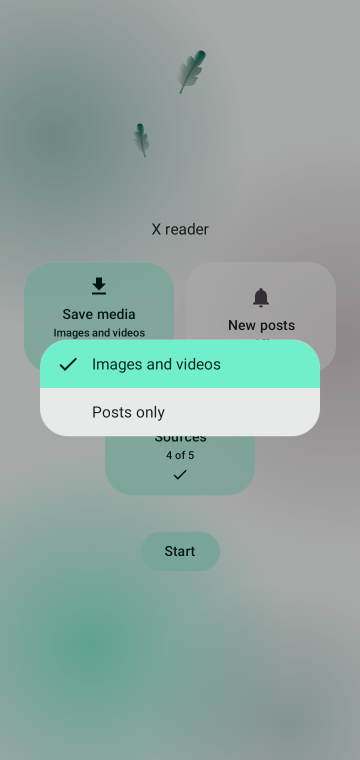 X reader
Save media
Images and videos
New posts
Images and videos
Posts only
Sources
4 of 5
Start